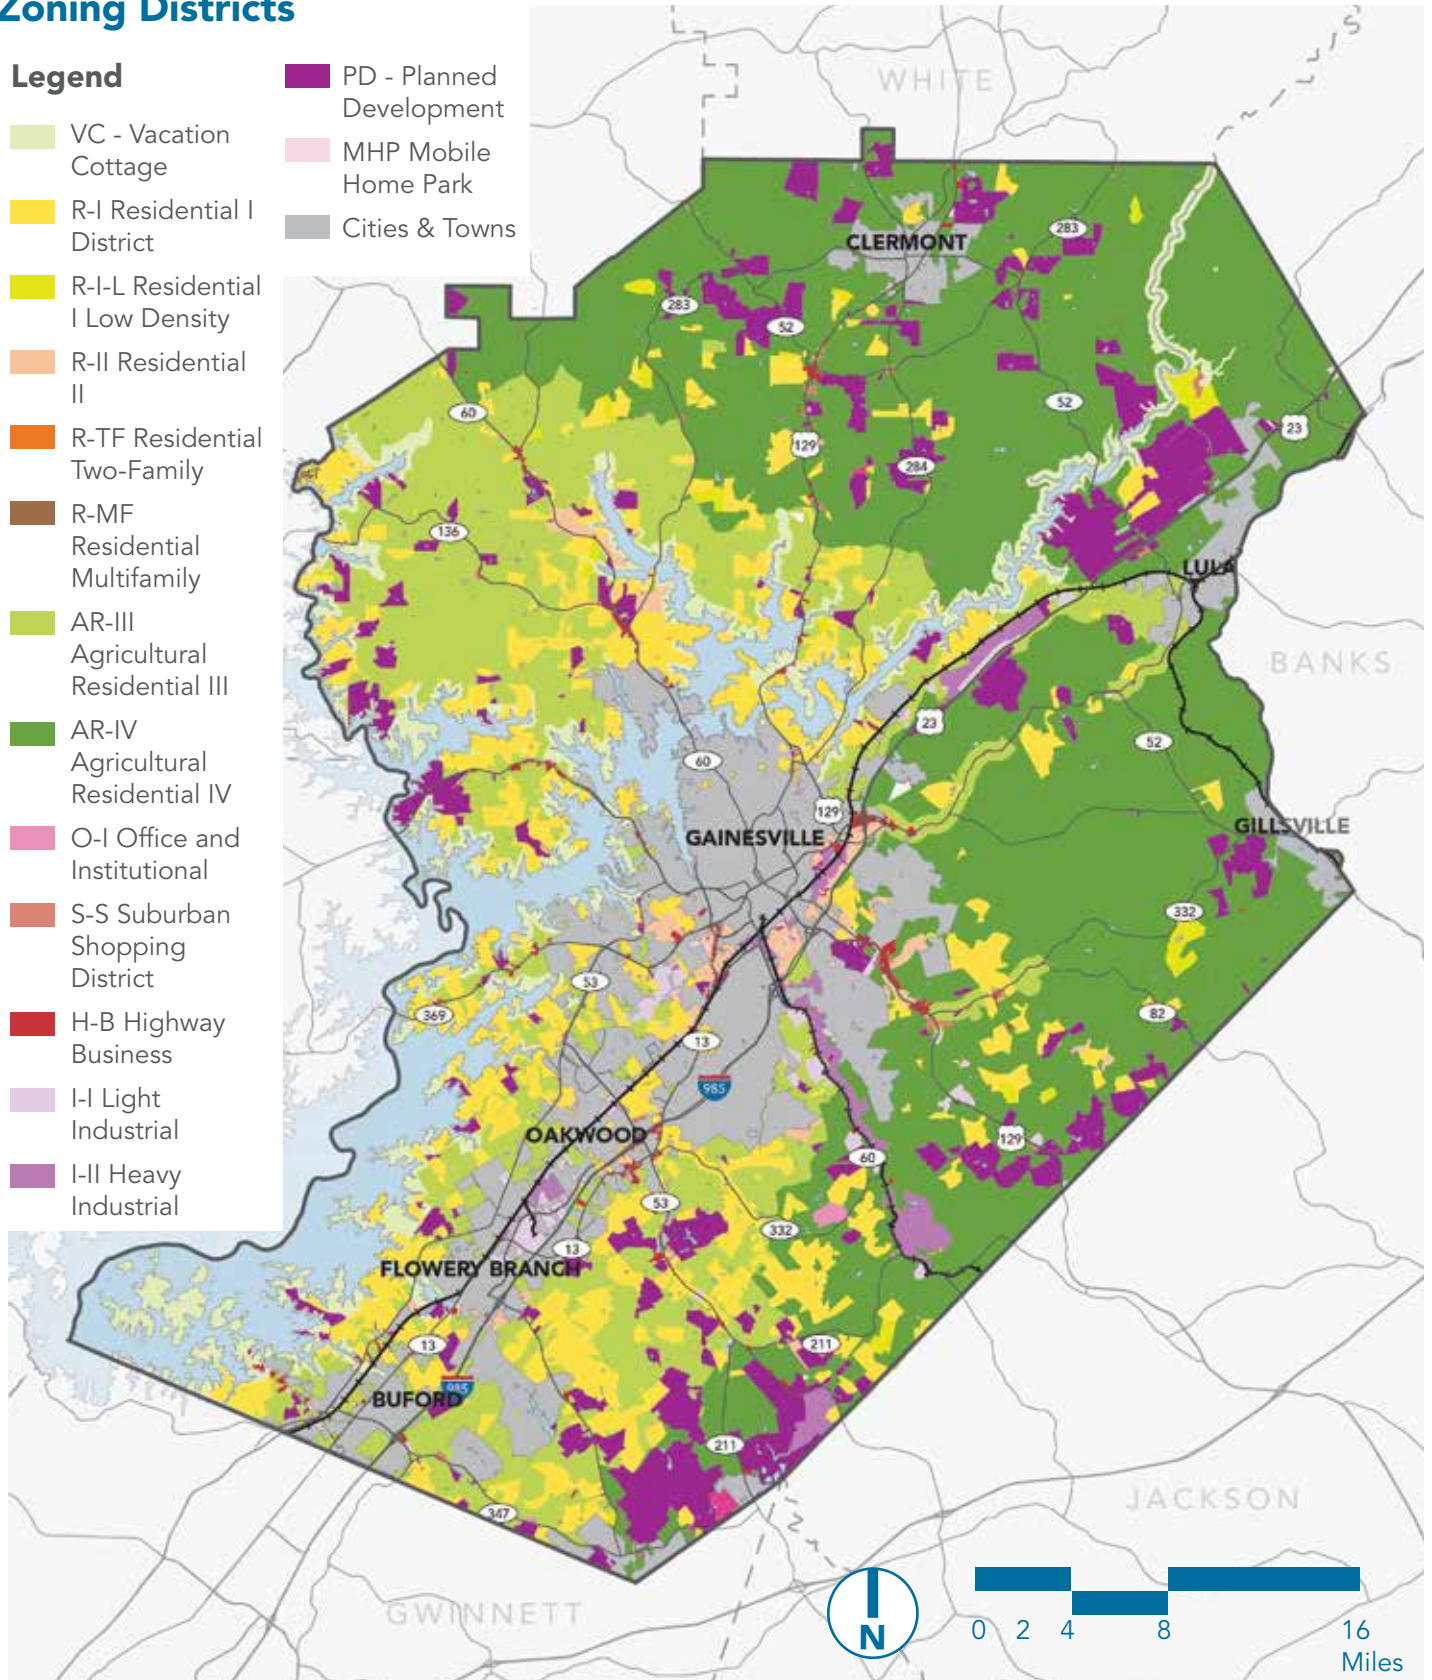 Zoning Districts
Legend
VC - Vacation
Cottage
R-I Residential I
District
R-I-L Residential
I Low Density
R-II Residential
II
R-TF Residential
Two-Family
R-MF
Residential
Multifamily
AR-III
Agricultural
Residential III
AR-IV
Agricultural
Residential IV
O-I Office and
Institutional
S-S Suburban
Shopping
District
H-B Highway
Business
I-I Light
Industrial
I-II Heavy
Industrial
PD - Planned
Development
MHP Mobile
Home Park
Cities & Towns
WHITE
283
CLERMONT
283
52
60
52
23
129
284
136
LULA
BANKS
23
52
60
129
GAINESVILLE
GILLSVILLE
332
53
369
82
13
985
OAKWOOD
129
60
53
332
13
FLOWERY BRANCH
13
211
985
BUFORD
211
347
JACKSON
GWINNETT
N
0 2 4 8 16
Miles